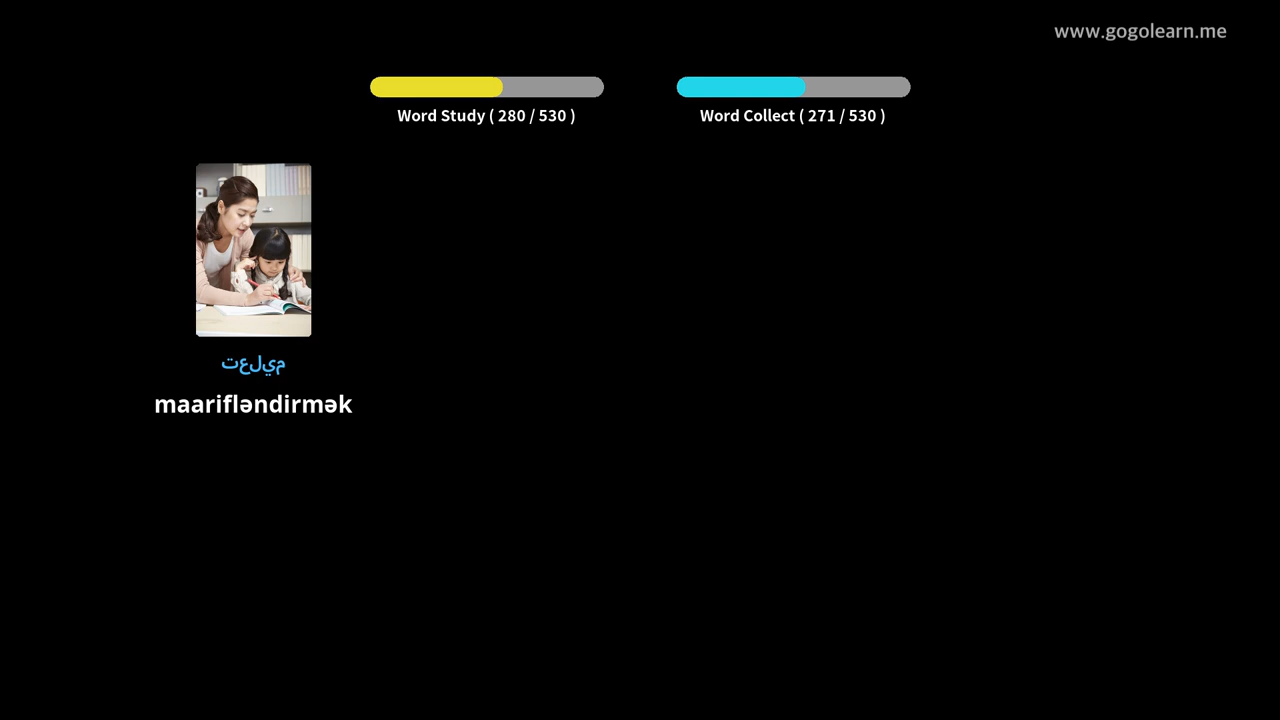 www.gogolearn.me
Word Study ( 280 / 530 )
Word Collect ( 271 / 530 )
تعليم
maarifləndirmək